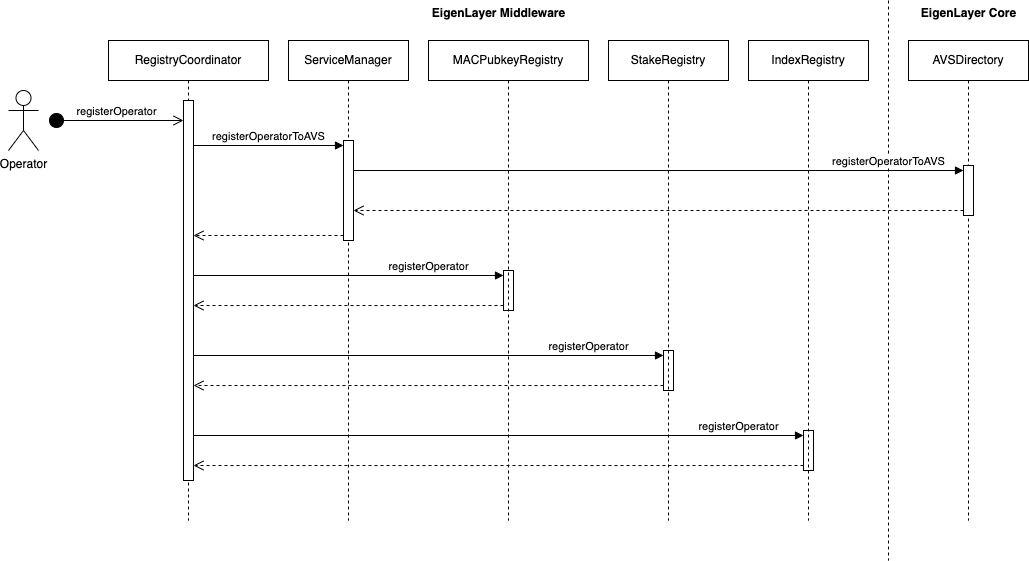 EigenLayer Middleware
EigenLayer Core
RegistryCoordinator
ServiceManager
MACPubkeyRegistry
StakeRegistry
IndexRegistry
AVSDirectory
registerOperator
Operator
registerOperatorToAVS
registerOperatorToAVS
registerOperator
registerOperator
registerOperator